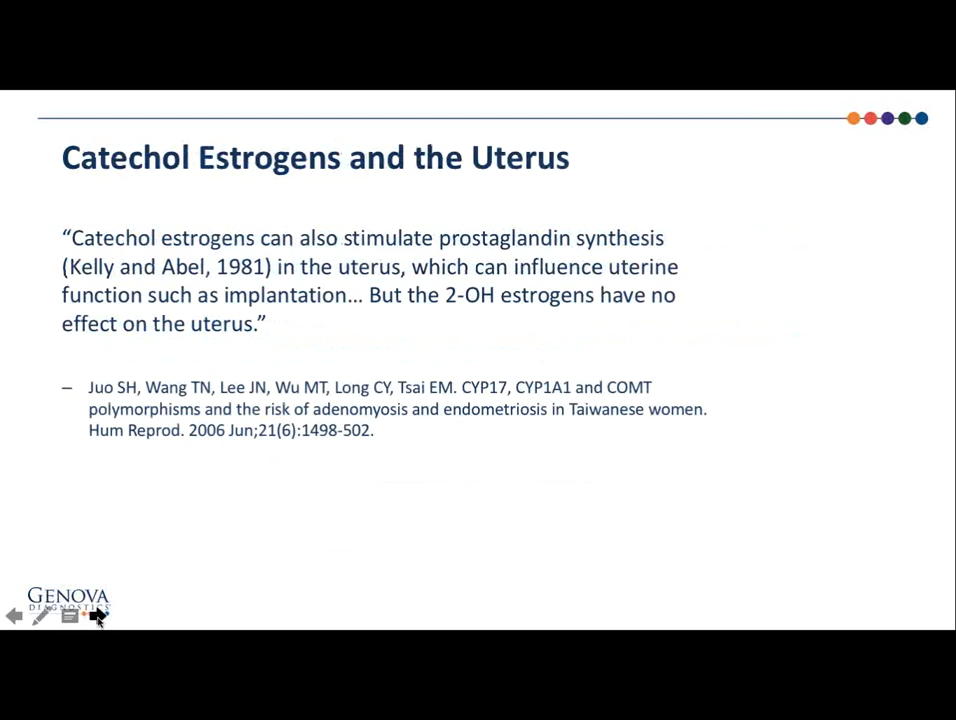 Catechol Estrogens and the Uterus
“Catechol estrogens can also stimulate prostaglandin synthesis
(Kelly and Abel, 1981) in the uterus, which can influence uterine
function such as implantation… But the 2-OH estrogens have no
effect on the uterus.”
– Juo SH, Wang TN, Lee JN, Wu MT, Long CY, Tsai EM. CYP17, CYP1A1 and COMT
polymorphisms and the risk of adenomyosis and endometriosis in Taiwanese women.
Hum Reprod. 2006 Jun;21(6):1498-502.
GENOVA
DIAGNOSTICS